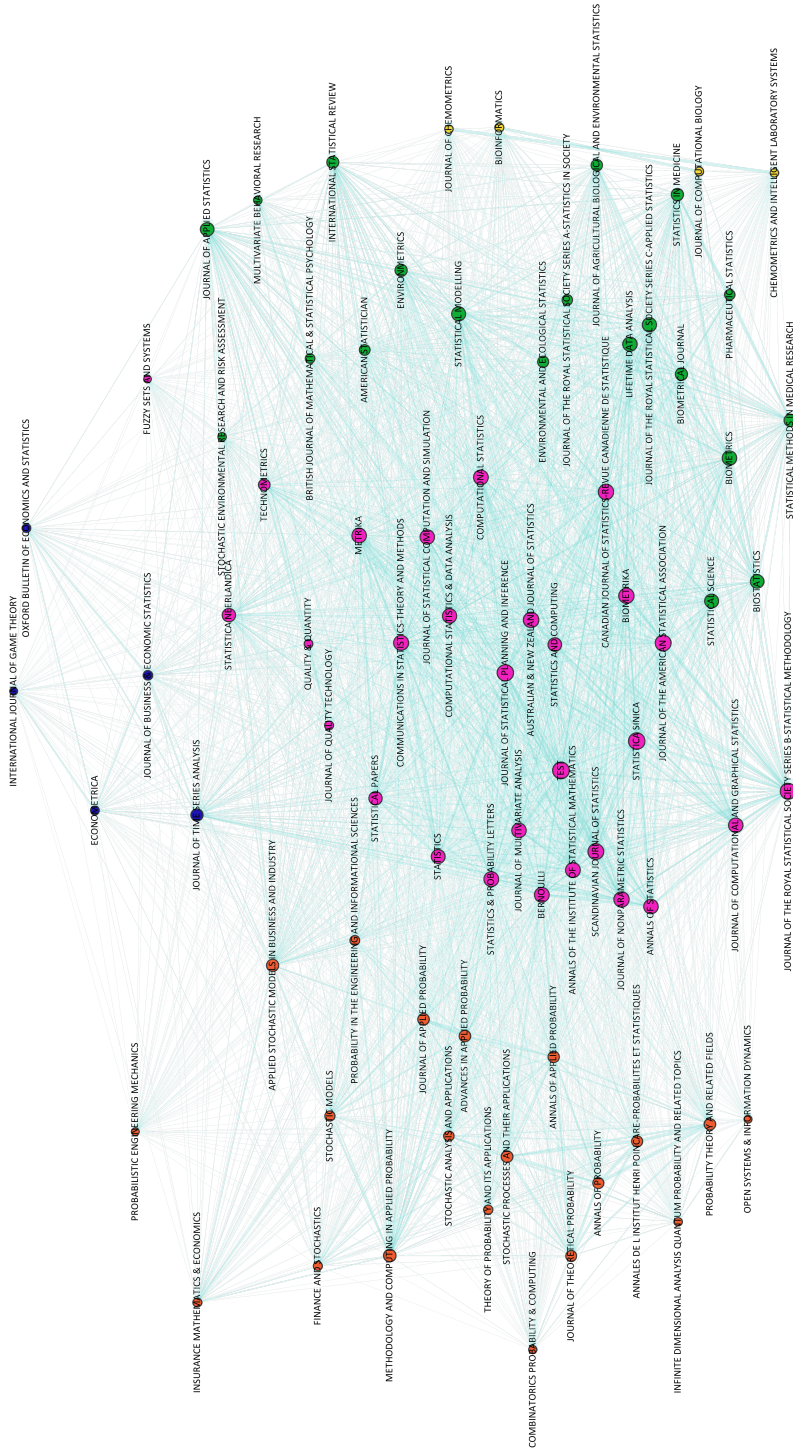 INTERNATIONAL JOURNAL OF GAME THEORY
OXFORD BULLETIN OF ECONOMICS AND STATISTICS
ECONOMETRICA
PROBABILISTIC ENGINEERING MECHANICS
FUZZY SETS AND SYSTEMS
JOURNAL OF BUSINESS & ECONOMIC STATISTICS
JOURNAL OF TIME SERIES ANALYSIS
INSURANCE MATHEMATICS & ECONOMICS
JOURNAL OF APPLIED STATISTICS
STOCHASTIC ENVIRONMENTAL RESEARCH AND RISK ASSESSMENT
STATISTICA NEERLANDICA
MULTIVARIATE BEHAVIORAL RESEARCH
TECHNOMETRICS
APPLIED STOCHASTIC MODELS IN BUSINESS AND INDUSTRY
BRITISH JOURNAL OF MATHEMATICAL & STATISTICAL PSYCHOLOGY
QUALITY & QUANTITY
FINANCE AND STOCHASTICS
JOURNAL OF QUALITY TECHNOLOGY
STOCHASTIC MODELS
INTERNATIONAL STATISTICAL REVIEW
PROBABILITY IN THE ENGINEERING AND INFORMATIONAL SCIENCES
METRIKA
AMERICAN STATISTICIAN
STATISTICAL PAPERS
METHODOLOGY AND COMPUTING IN APPLIED PROBABILITY
ENVIRONMETRICS
COMMUNICATIONS IN STATISTICS-THEORY AND METHODS
JOURNAL OF APPLIED PROBABILITY
JOURNAL OF STATISTICAL COMPUTATION AND SIMULATION
STATISTICS
JOURNAL OF CHEMOMETRICS
COMPUTATIONAL STATISTICS & DATA ANALYSIS
STOCHASTIC ANALYSIS AND APPLICATIONS
STATISTICAL MODELLING
ADVANCES IN APPLIED PROBABILITY
COMPUTATIONAL STATISTICS
THEORY OF PROBABILITY AND ITS APPLICATIONS
STATISTICS & PROBABILITY LETTERS
BIOINFORMATICS
JOURNAL OF STATISTICAL PLANNING AND INFERENCE
STOCHASTIC PROCESSES AND THEIR APPLICATIONS
JOURNAL OF MULTIVARIATE ANALYSIS
AUSTRALIAN & NEW ZEALAND JOURNAL OF STATISTICS
COMBINATORICS PROBABILITY & COMPUTING
ENVIRONMENTAL AND ECOLOGICAL STATISTICS
BERNOULLI
ANNALS OF APPLIED PROBABILITY
STATISTICS AND COMPUTING
TEST
JOURNAL OF THE ROYAL STATISTICAL SOCIETY SERIES A-STATISTICS IN SOCIETY
JOURNAL OF THEORETICAL PROBABILITY
ANNALS OF THE INSTITUTE OF STATISTICAL MATHEMATICS
JOURNAL OF AGRICULTURAL BIOLOGICAL AND ENVIRONMENTAL STATISTICS
SCANDINAVIAN JOURNAL OF STATISTICS
ANNALS OF PROBABILITY
CANADIAN JOURNAL OF STATISTICS-REVUE CANADIENNE DE STATISTIQUE
JOURNAL OF NONPARAMETRIC STATISTICS
BIOMETRIKA
LIFETIME DATA ANALYSIS
STATISTICA SINICA
ANNALES DE L INSTITUT HENRI POINCARE-PROBABILITES ET STATISTIQUES
JOURNAL OF THE ROYAL STATISTICAL SOCIETY SERIES C-APPLIED STATISTICS
ANNALS OF STATISTICS
JOURNAL OF THE AMERICAN STATISTICAL ASSOCIATION
STATISTICS IN MEDICINE
INFINITE DIMENSIONAL ANALYSIS QUANTUM PROBABILITY AND RELATED TOPICS
BIOMETRICAL JOURNAL
JOURNAL OF COMPUTATIONAL BIOLOGY
STATISTICAL SCIENCE
PROBABILITY THEORY AND RELATED FIELDS
PHARMACEUTICAL STATISTICS
BIOMETRICS
JOURNAL OF COMPUTATIONAL AND GRAPHICAL STATISTICS
OPEN SYSTEMS & INFORMATION DYNAMICS
BIOSTATISTICS
CHEMOMETRICS AND INTELLIGENT LABORATORY SYSTEMS
JOURNAL OF THE ROYAL STATISTICAL SOCIETY SERIES B-STATISTICAL METHODOLOGY
STATISTICAL METHODS IN MEDICAL RESEARCH